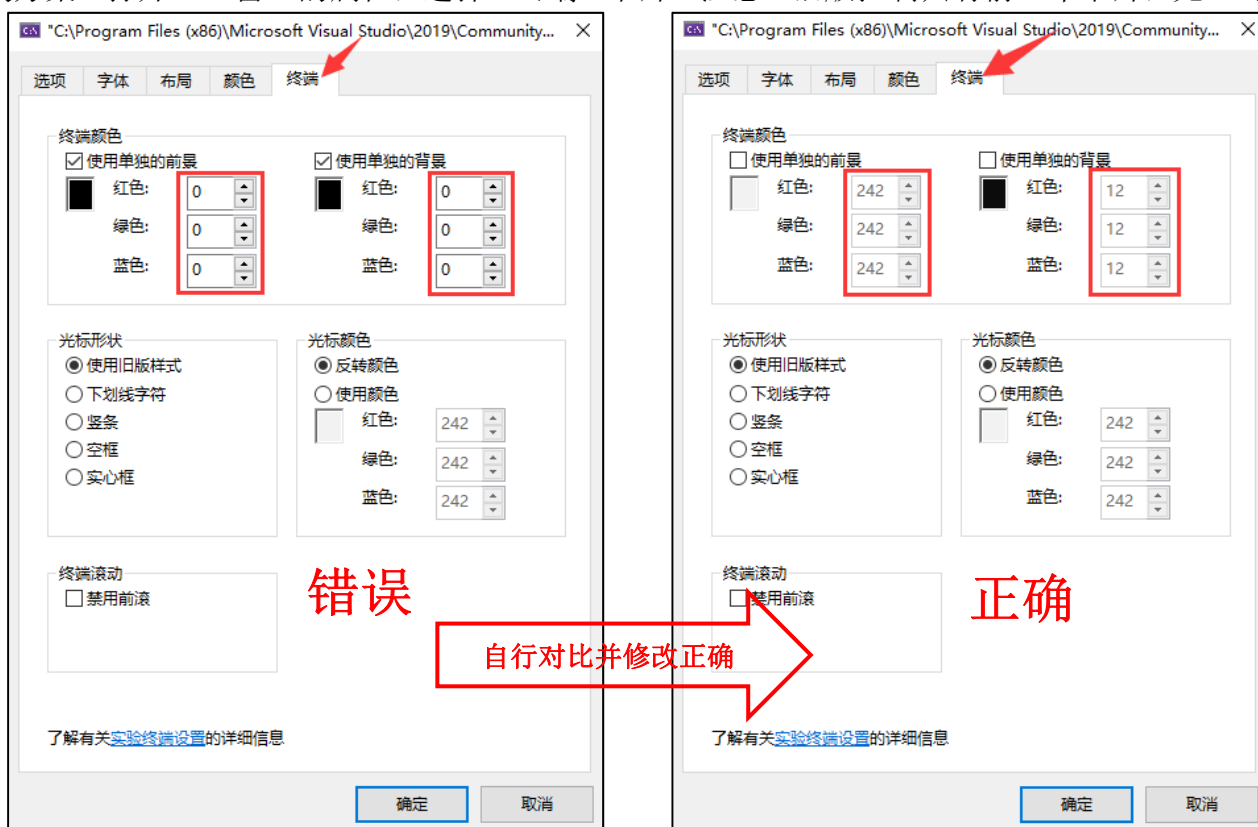 "C:\Program Files (x86)\Microsoft Visual Studio\2019\Community...
选项 字体 布局 颜色 终端
终端颜色
使用单独的前景 使用单独的背景
红色: 0 红色: 0
绿色: 0 绿色: 0
蓝色: 0 蓝色: 0
光标形状 光标颜色
使用旧版样式 反转颜色
下划线字符 使用颜色
竖条 红色: 242
空框 绿色: 242
实心框 蓝色: 242
终端滚动
禁用前滚
错误
了解有关实验终端设置的详细信息
确定 取消
自行对比并修改正确
"C:\Program Files (x86)\Microsoft Visual Studio\2019\Community...
选项 字体 布局 颜色 终端
终端颜色
使用单独的前景 使用单独的背景
红色: 242 红色: 12
绿色: 242 绿色: 12
蓝色: 242 蓝色: 12
光标形状 光标颜色
使用旧版样式 反转颜色
下划线字符 使用颜色
竖条 红色: 242
空框 绿色: 242
实心框 蓝色: 242
终端滚动
禁用前滚
正确
了解有关实验终端设置的详细信息
确定 取消